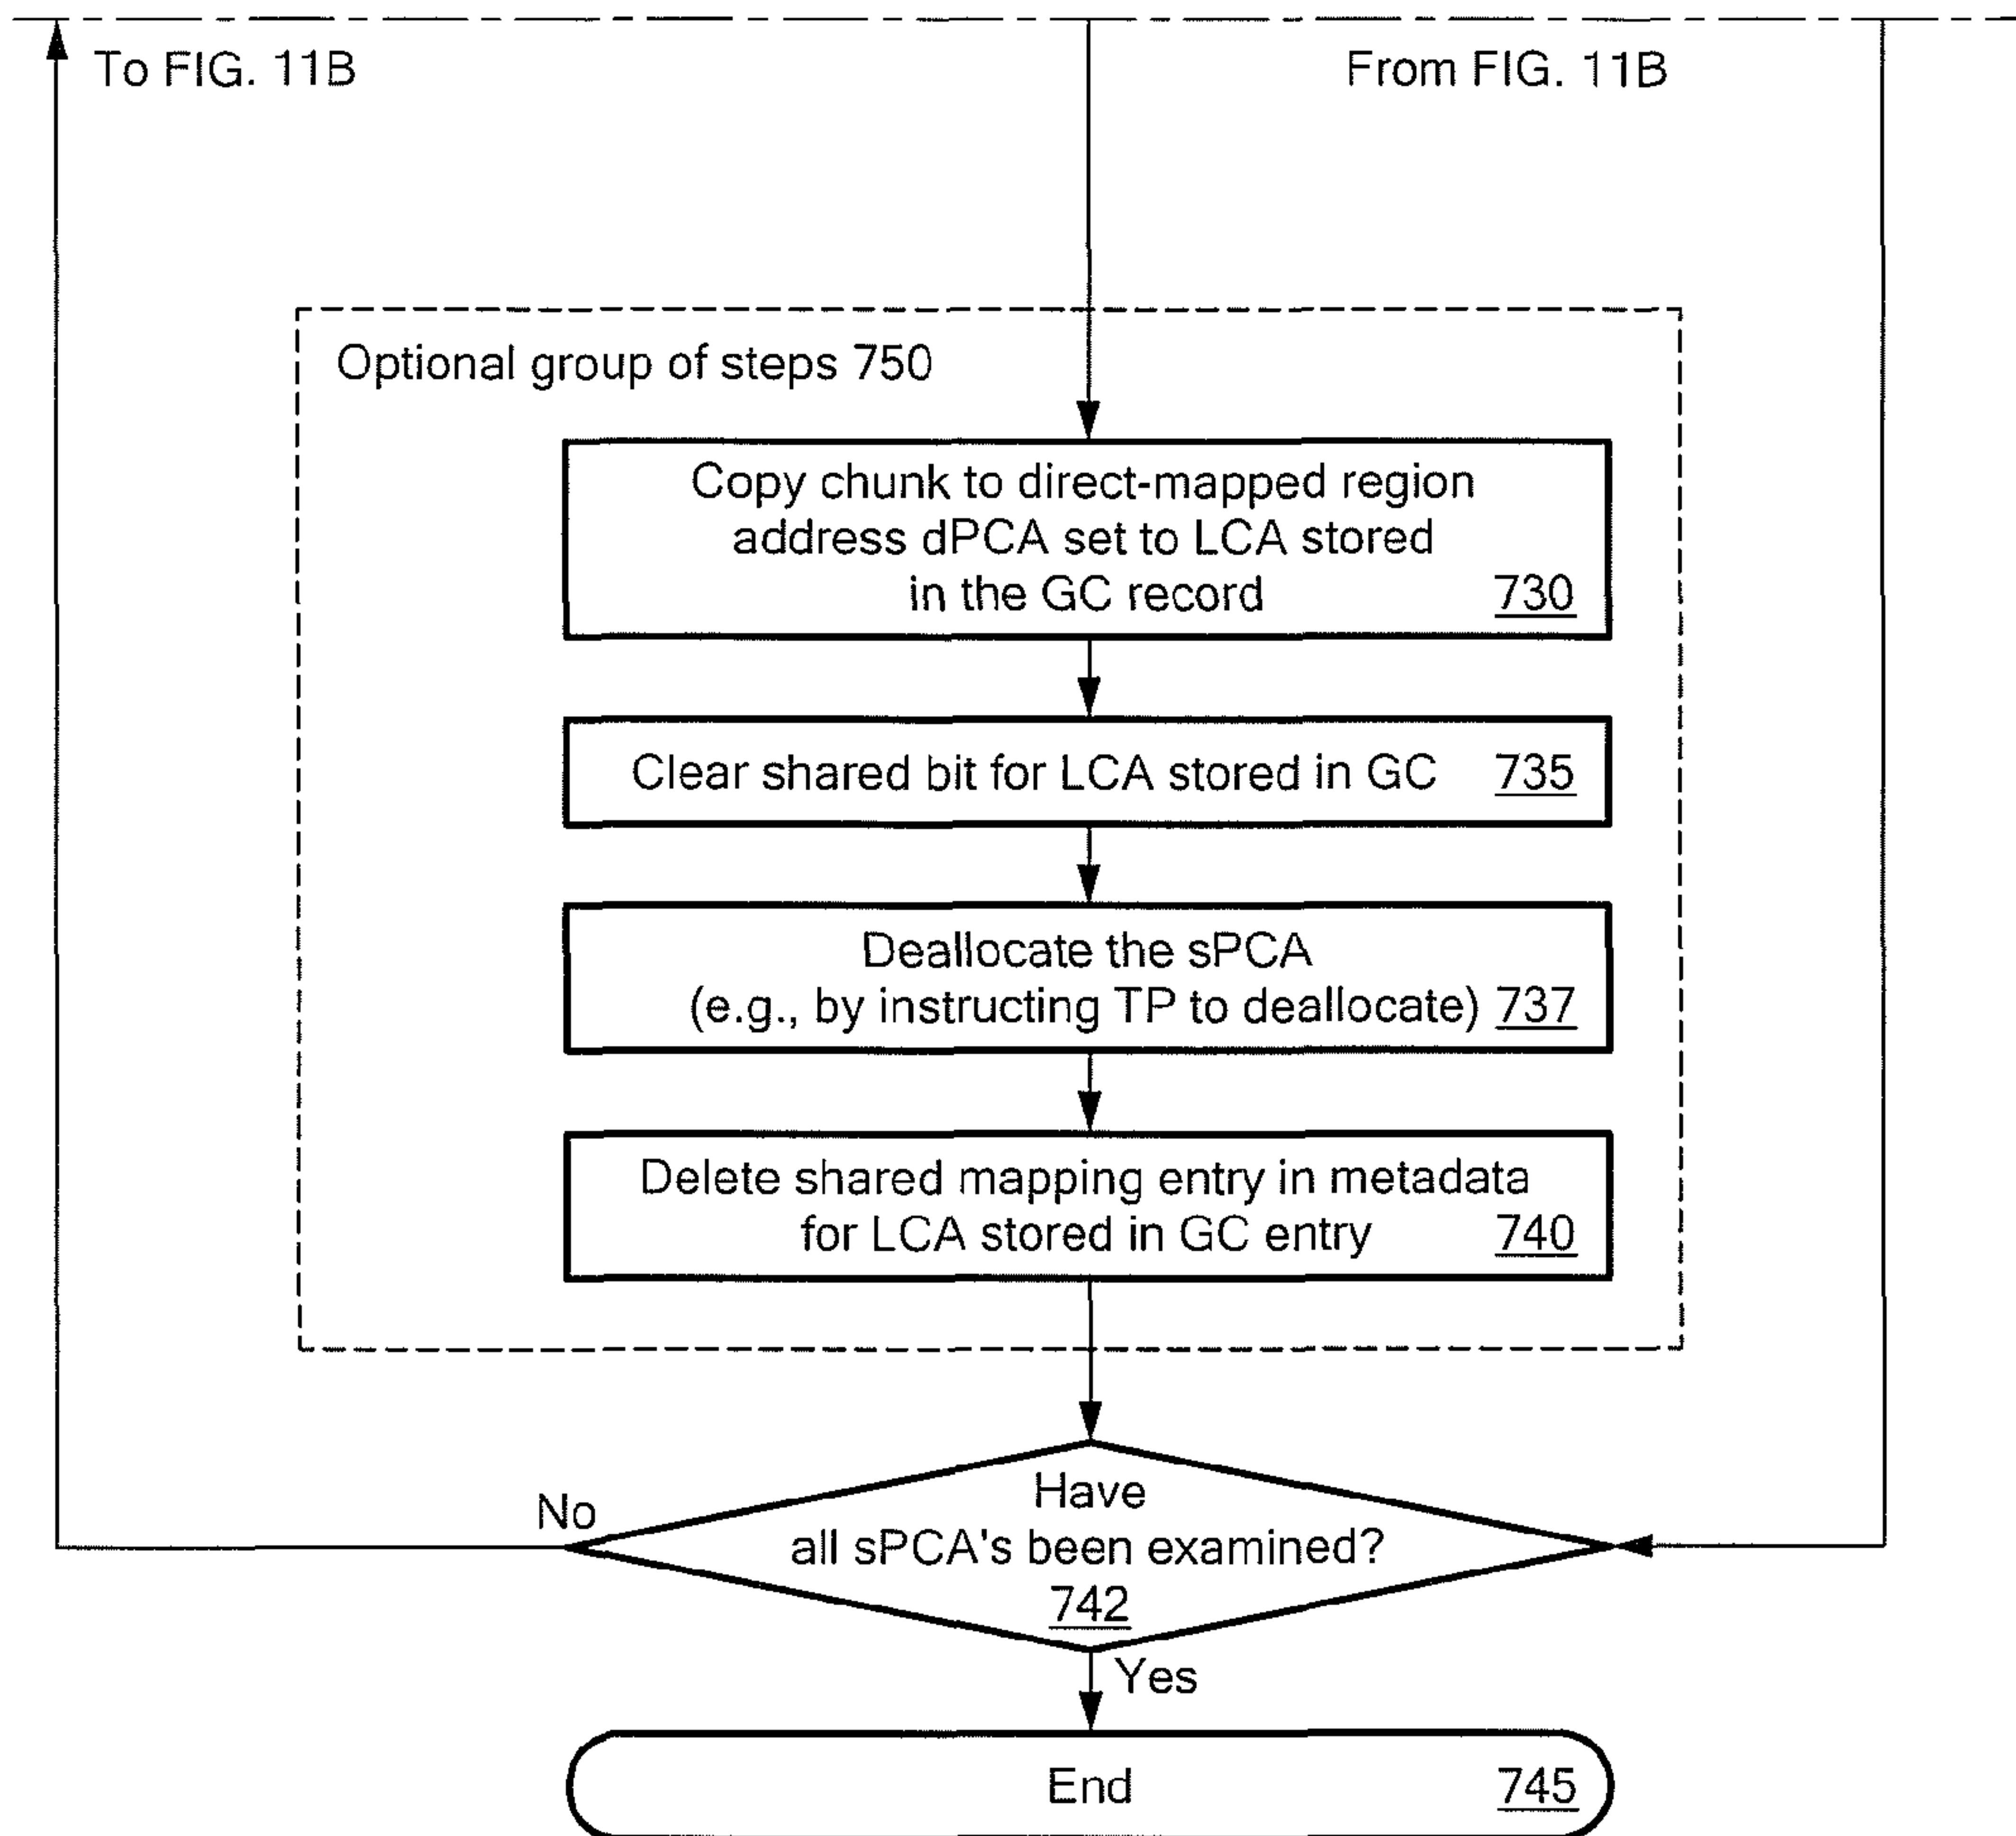 To FIG. 11B
From FIG. 11B
Optional group of steps 750
Copy chunk to direct-mapped region
address dPCA set to LCA stored
in the GC record 730
Clear shared bit for LCA stored in GC 735
Deallocate the sPCA
(e.g., by instructing TP to deallocate) 737
Delete shared mapping entry in metadata
for LCA stored in GC entry 740
Have
all sPCA's been examined?
742
No
Yes
End 745